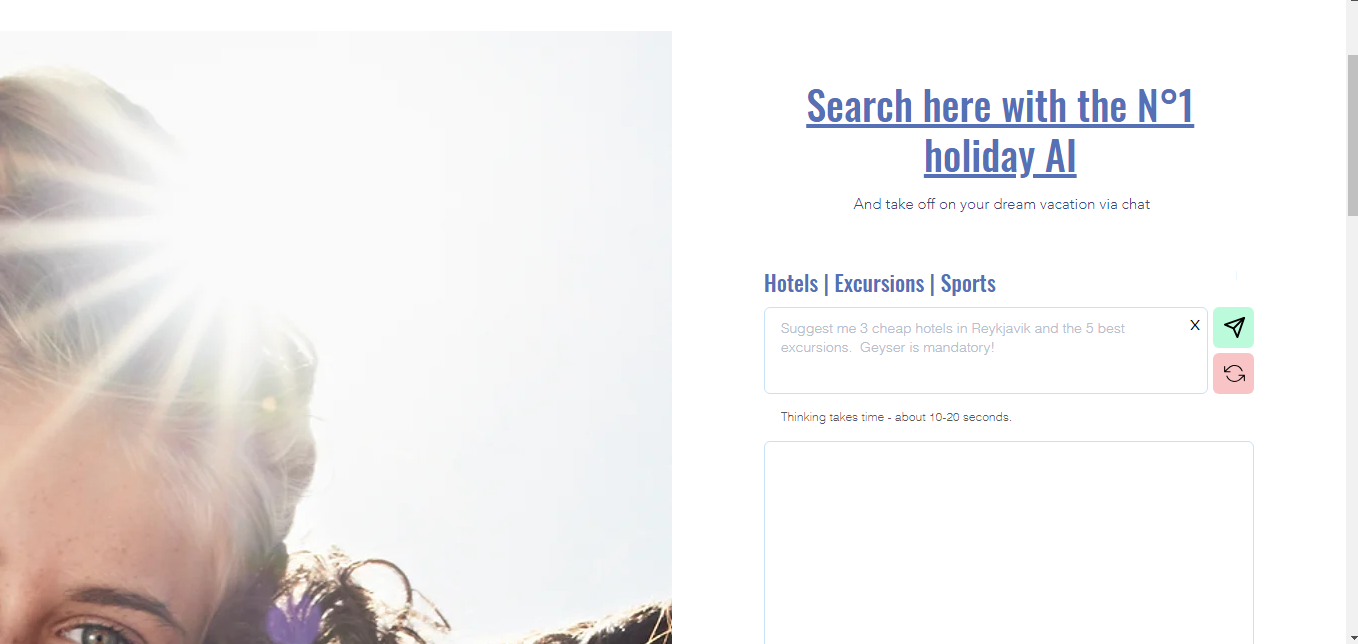 Search here with the N°1
holiday AI
And take off on your dream vacation via chat
Hotels | Excursions | Sports
Suggest me 3 cheap hotels in Reykjavik and the 5 best
excursions.  Geyser is mandatory!
X
Thinking takes time - about 10-20 seconds.